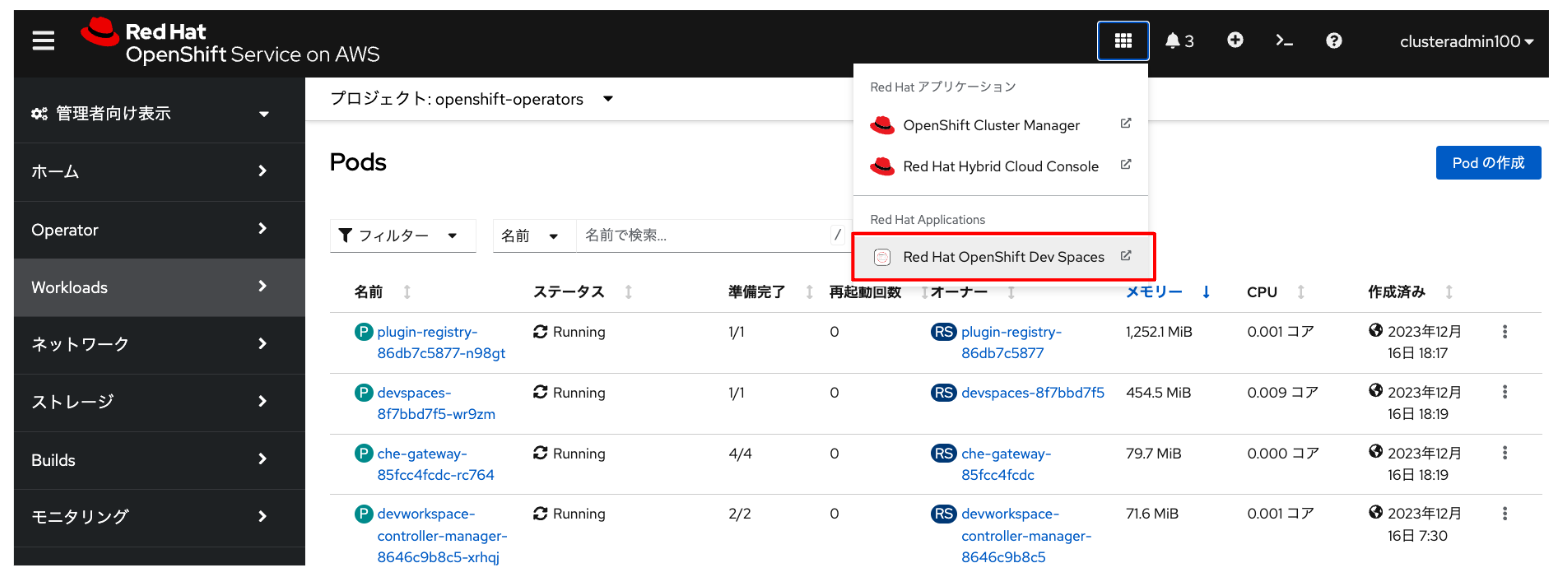 Red Hat
OpenShift Service on AWS
3
clusteradmin100
管理者向け表示
ホーム
Operator
Workloads
ネットワーク
ストレージ
Builds
モニタリング
プロジェクト: openshift-operators
Red Hat アプリケーション
OpenShift Cluster Manager
Red Hat Hybrid Cloud Console
Red Hat Applications
Red Hat OpenShift Dev Spaces
Pods
Pod の作成
フィルター
名前
名前で検索...
/
名前 ステータス 準備完了 再起動回数 オーナー メモリー CPU 作成済み
P plugin-registry- Running 1/1 0 RS plugin-registry- 1,252.1 MiB 0.001 コア 2023年12月
86db7c5877-n98gt 86db7c5877 16日 18:17
P devspaces- Running 1/1 0 RS devspaces-8f7bbd7f5 454.5 MiB 0.009 コア 2023年12月
8f7bbd7f5-wr9zm 16日 18:19
P che-gateway- Running 4/4 0 RS che-gateway- 79.7 MiB 0.000 コア 2023年12月
85fcc4fcdc-rc764 85fcc4fcdc 16日 18:19
P devworkspace- Running 2/2 0 RS devworkspace- 71.6 MiB 0.001 コア 2023年12月
controller-manager- controller-manager- 16日 7:30
8646c9b8c5-xrhqj 8646c9b8c5